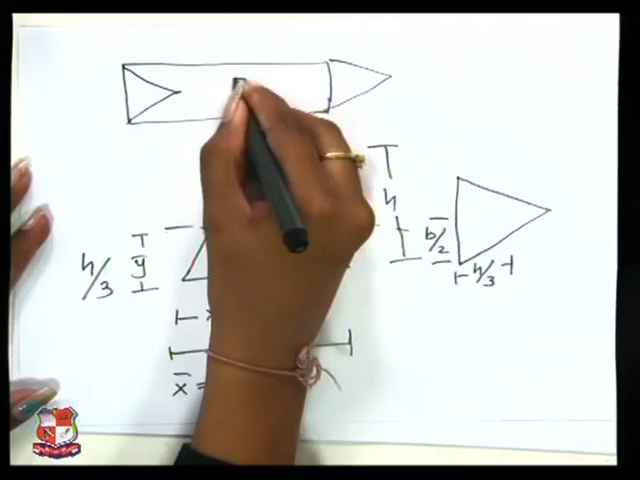 h
b/2
h/3
ȳ
h/3
x̄ =